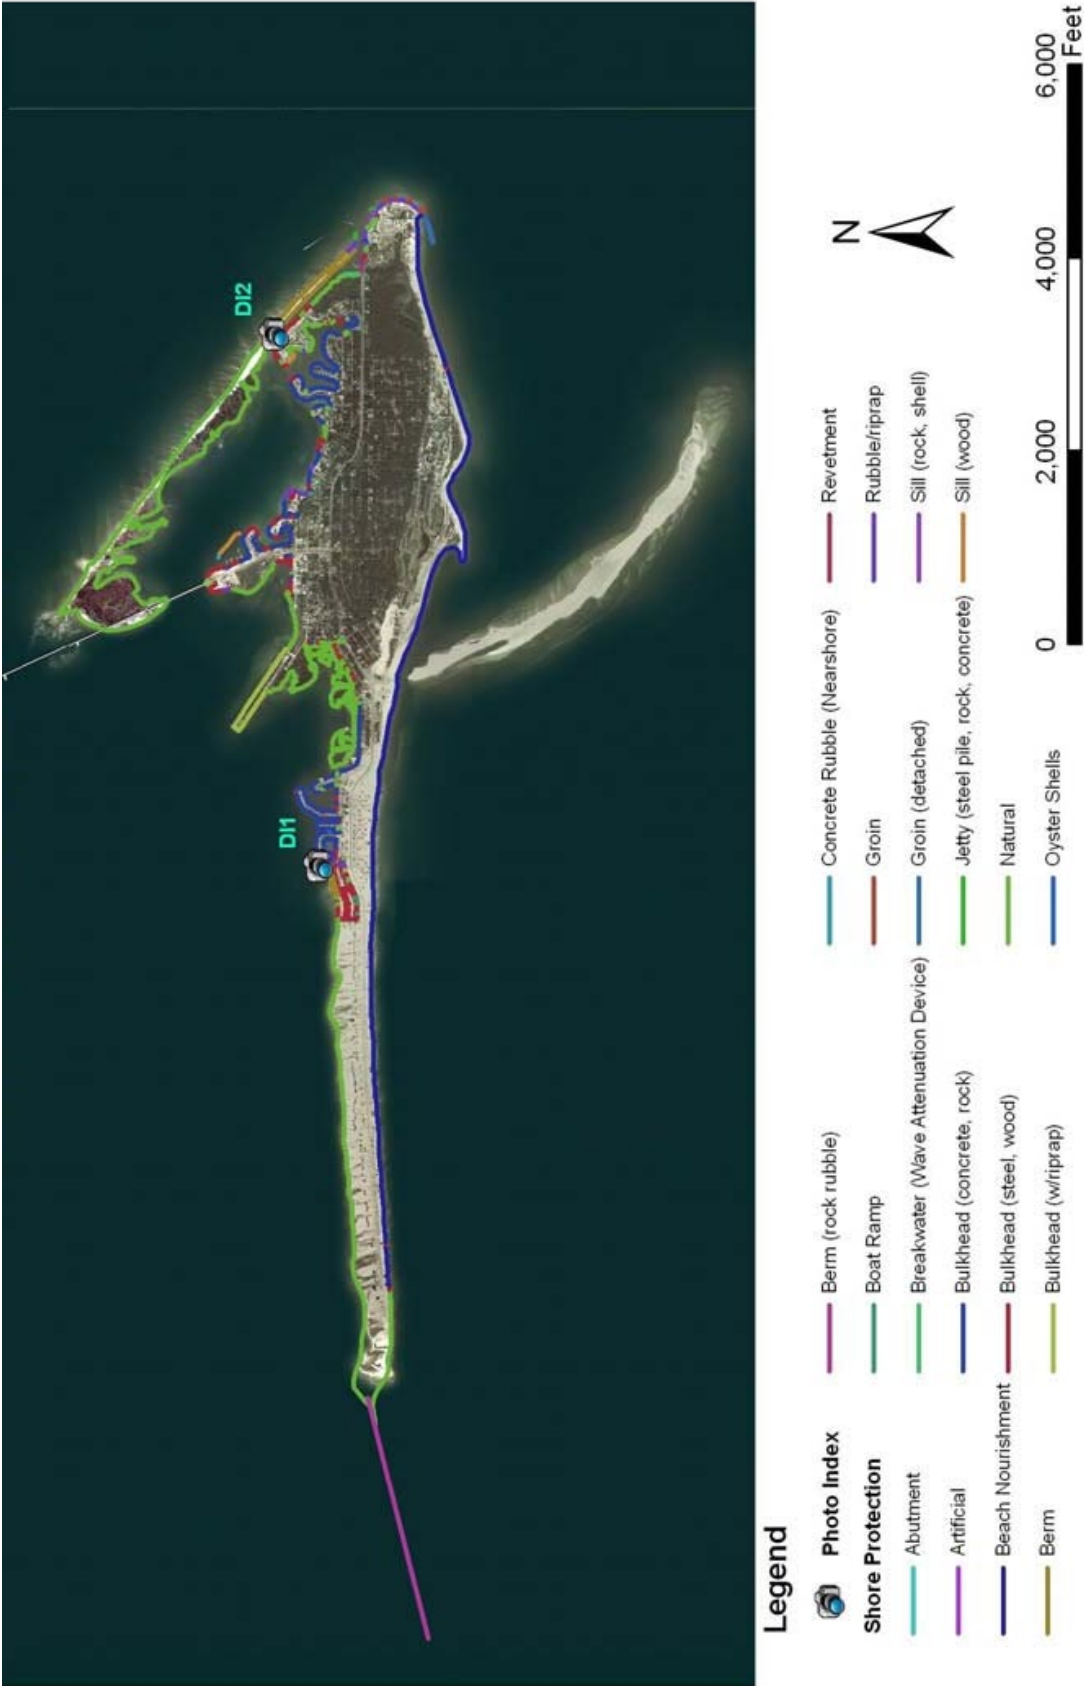 DI1
DI2
N
Legend
Photo Index
Shore Protection
Abutment
Artificial
Beach Nourishment
Berm
Berm (rock rubble)
Boat Ramp
Breakwater (Wave Attenuation Device)
Bulkhead (concrete, rock)
Bulkhead (steel, wood)
Bulkhead (w/riprap)
Concrete Rubble (Nearshore)
Groin
Groin (detached)
Jetty (steel pile, rock, concrete)
Natural
Oyster Shells
Revetment
Rubble/riprap
Sill (rock, shell)
Sill (wood)
0 2,000 4,000 6,000
Feet